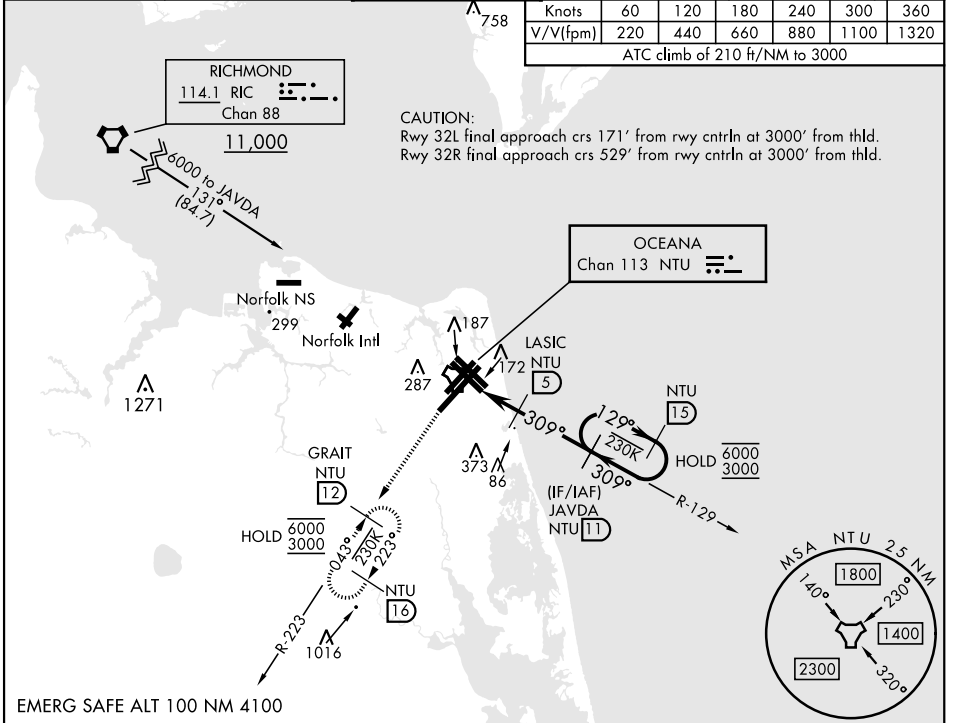 758
Knots 60 120 180 240 300 360
V/V(fpm) 220 440 660 880 1100 1320
ATC climb of 210 ft/NM to 3000
RICHMOND
114.1 RIC
Chan 88
11,000
CAUTION:
Rwy 32L final approach crs 171' from rwy cntrln at 3000' from thld.
Rwy 32R final approach crs 529' from rwy cntrln at 3000' from thld.
6000 to JAVDA
131°
(84.7)
OCEANA
Chan 113 NTU
Norfolk NS
299
Norfolk Intl
187
172
287
LASIC
NTU
5
1271
309°
129°
230K
309°
NTU
15
HOLD 6000
3000
R-129
(IF/IAF)
JAVDA
NTU 11
373
86
GRAIT
NTU
12
HOLD 6000
3000
043°
230K
223°
NTU
16
R-223
1016
MSA NTU 25 NM
1800
140°
230°
1400
2300
320°
EMERG SAFE ALT 100 NM 4100